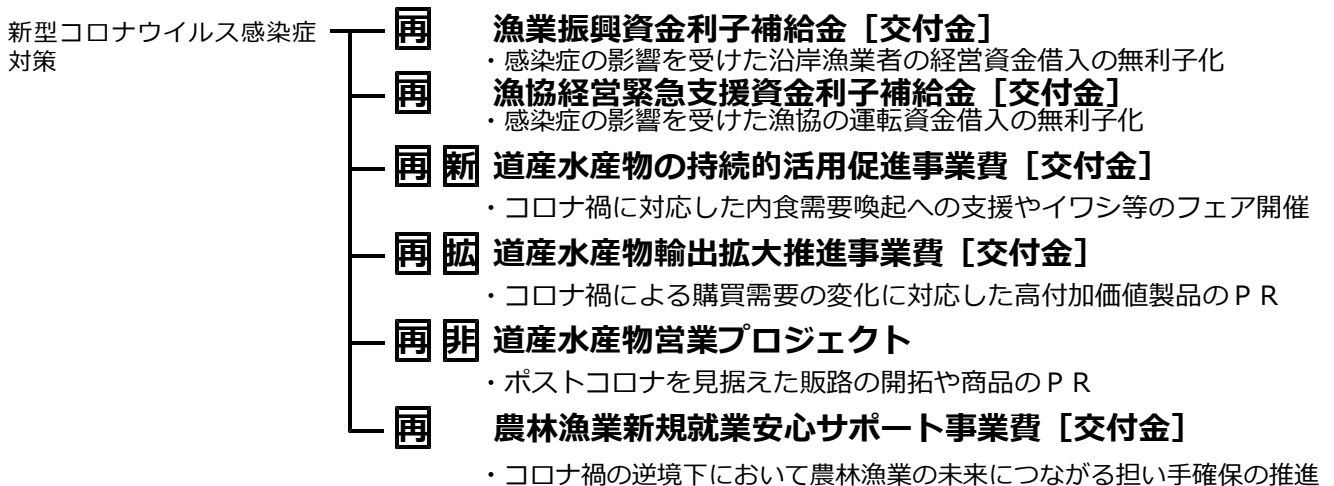 新型コロナウイルス感染症
対策
再 漁業振興資金利子補給金［交付金］
・感染症の影響を受けた沿岸漁業者の経営資金借入の無利子化
再 漁協経営緊急支援資金利子補給金［交付金］
・感染症の影響を受けた漁協の運転資金借入の無利子化
再 新 道産水産物の持続的活用促進事業費［交付金］
・コロナ禍に対応した内食需要喚起への支援やイワシ等のフェア開催
再 拡 道産水産物輸出拡大推進事業費［交付金］
・コロナ禍による購買需要の変化に対応した高付加価値製品のＰＲ
再 非 道産水産物営業プロジェクト
・ポストコロナを見据えた販路の開拓や商品のＰＲ
再 農林漁業新規就業安心サポート事業費［交付金］
・コロナ禍の逆境下において農林漁業の未来につながる担い手確保の推進